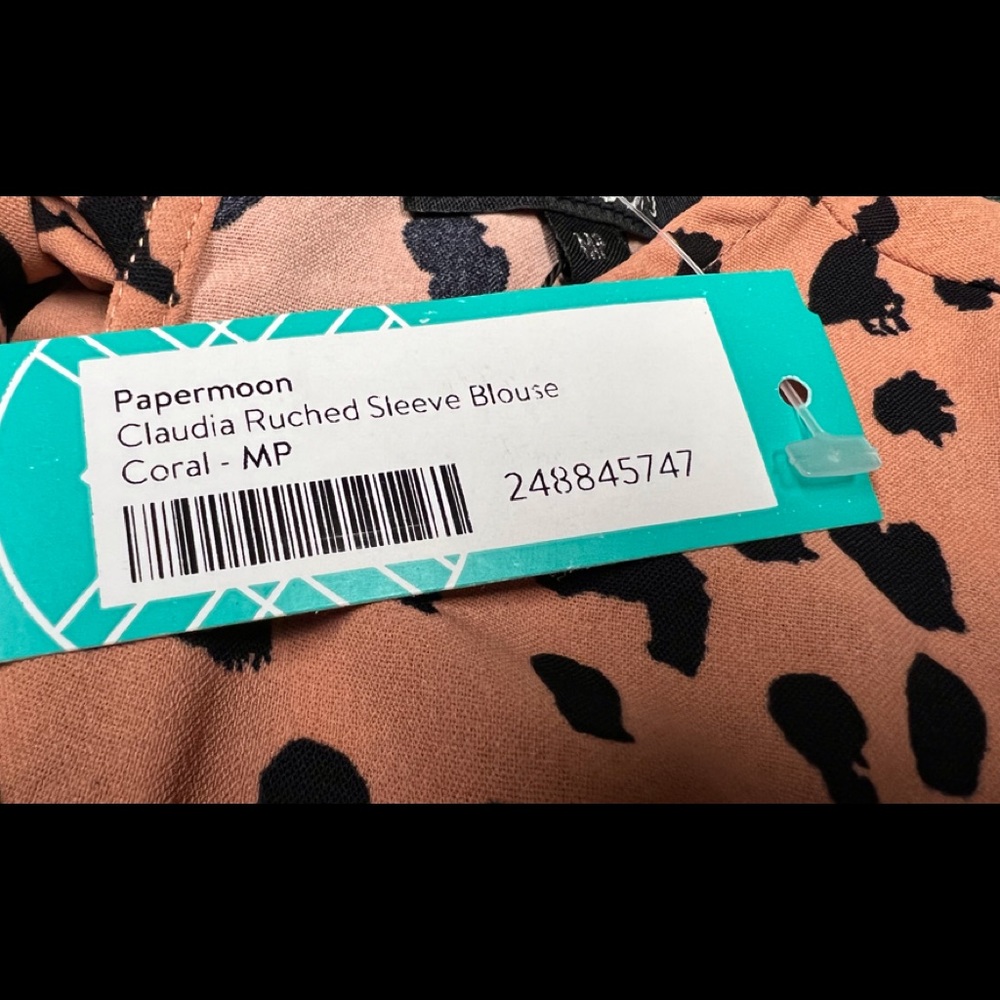 Papermoon
Claudia Ruched Sleeve Blouse
Coral - MP
248845747